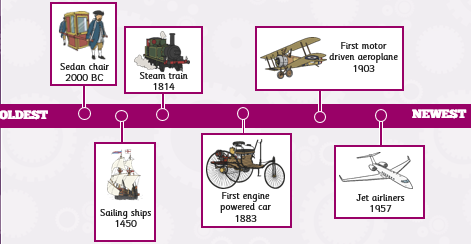 Sedan chair
2000 BC
Steam train
1814
First motor
driven aeroplane
1903
OLDEST
NEWEST
Sailing ships
1450
First engine
powered car
1883
Jet airliners
1957